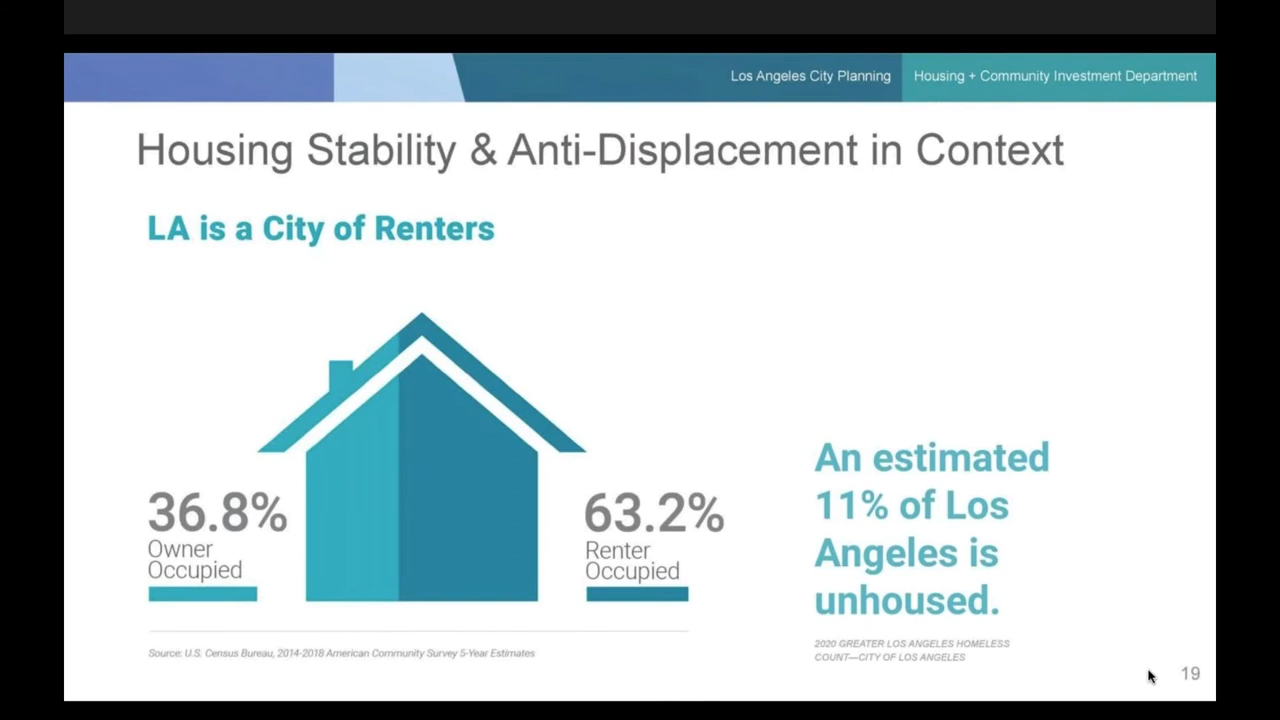 Los Angeles City Planning
Housing + Community Investment Department
Housing Stability & Anti-Displacement in Context
LA is a City of Renters
36.8%
Owner
Occupied
63.2%
Renter
Occupied
Source: U.S. Census Bureau, 2014-2018 American Community Survey 5-Year Estimates
An estimated
11% of Los
Angeles is
unhoused.
2020 GREATER LOS ANGELES HOMELESS
COUNT—CITY OF LOS ANGELES
19